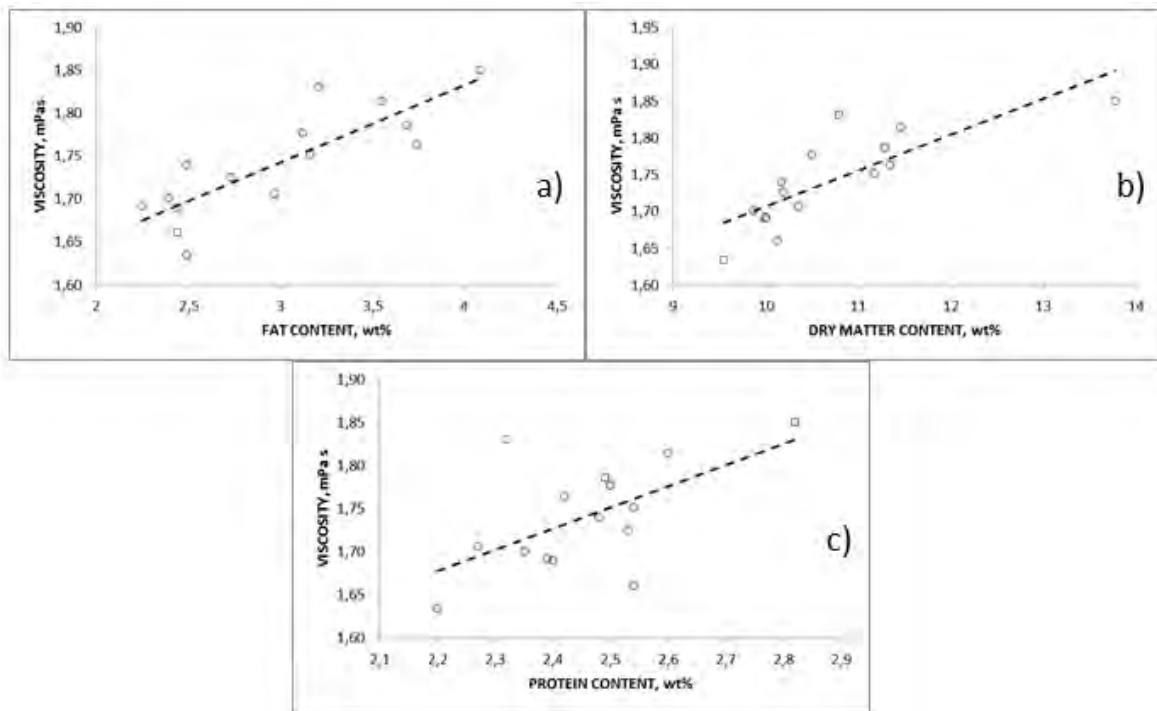 1,90
1,85
1,80
1,75
1,70
1,65
1,60
VISCOSITY, mPas
2 2,5 3 3,5 4 4,5
FAT CONTENT, wt%
a)
1,95
1,90
1,85
1,80
1,75
1,70
1,65
1,60
VISCOSITY, mPa s
9 10 11 12 13 14
DRY MATTER CONTENT, wt%
b)
1,90
1,85
1,80
1,75
1,70
1,65
1,60
VISCOSITY, mPa s
2,1 2,2 2,3 2,4 2,5 2,6 2,7 2,8 2,9
PROTEIN CONTENT, wt%
c)